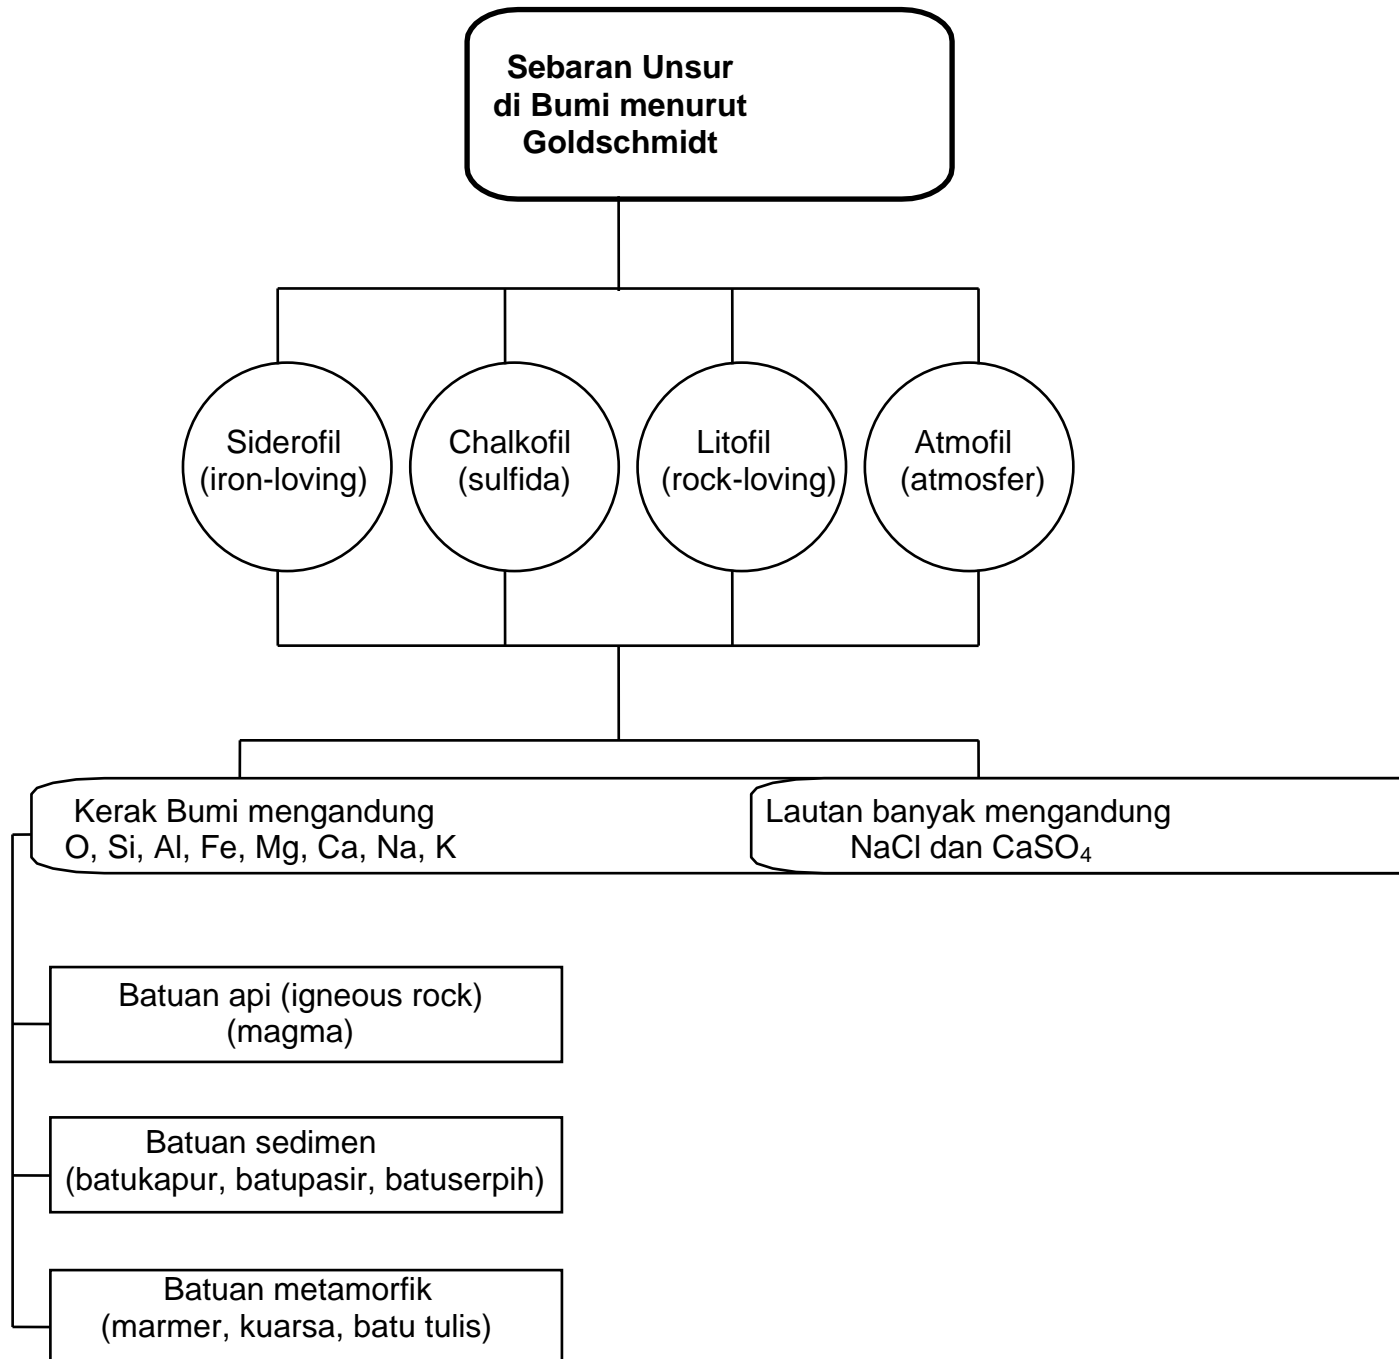 Sebaran Unsur
di Bumi menurut
Goldschmidt
Siderofil
(iron-loving)
Chalkofil
(sulfida)
Litofil
(rock-loving)
Atmofil
(atmosfer)
Kerak Bumi mengandung
O, Si, Al, Fe, Mg, Ca, Na, K
Lautan banyak mengandung
NaCl dan CaSO₄
Batuan api (igneous rock)
(magma)
Batuan sedimen
(batukapur, batupasir, batuserpih)
Batuan metamorfik
(marmer, kuarsa, batu tulis)